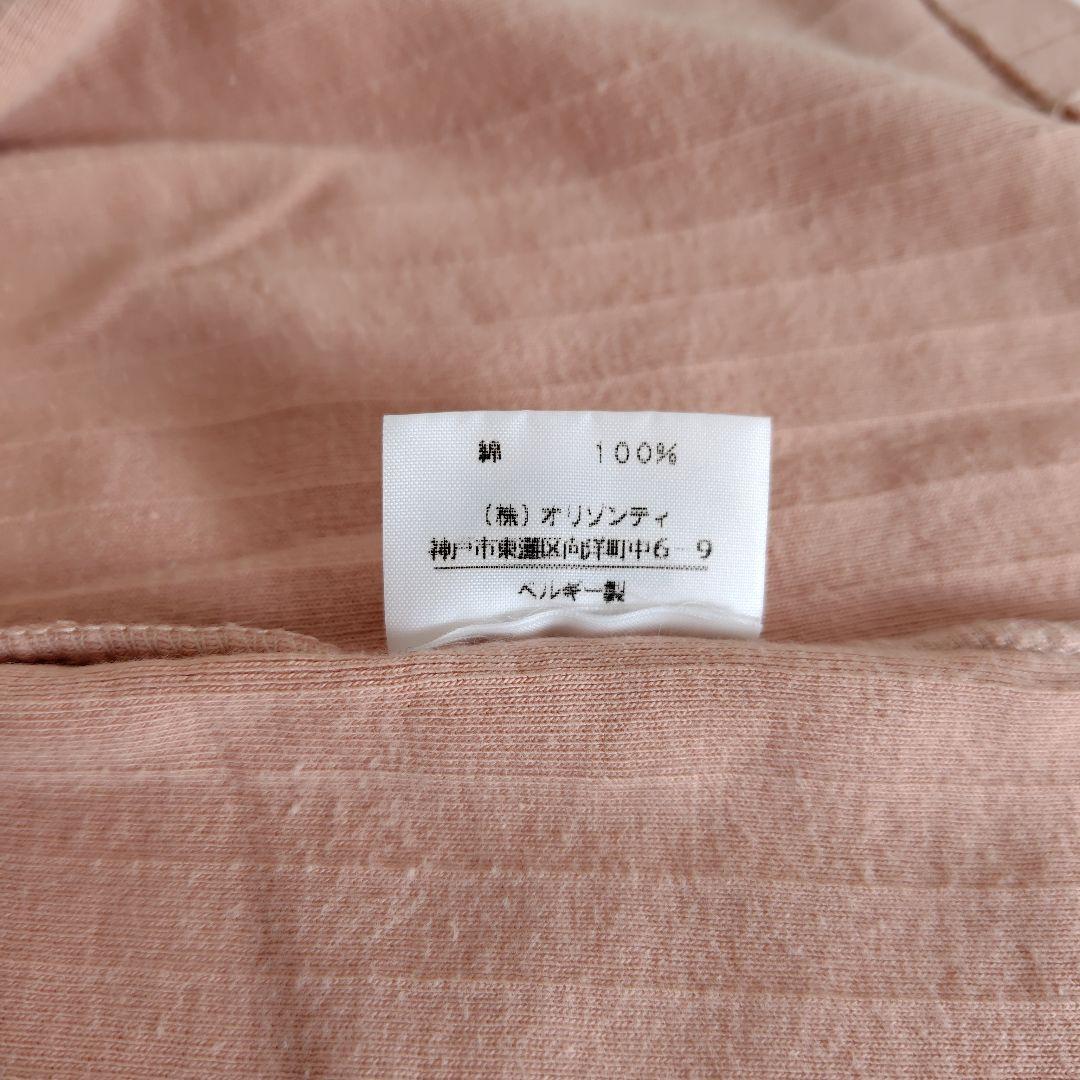 綿 100%
(株)オリゾンティ
神戸市東灘区向洋町中6-9
ベルギー製